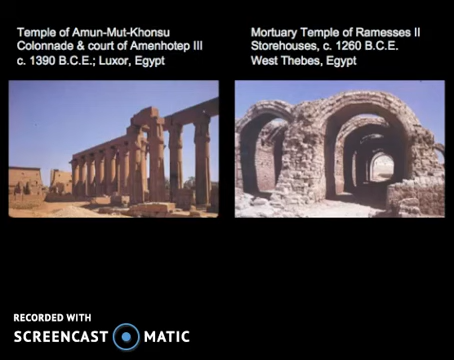 Temple of Amun-Mut-Khonsu
Colonnade & court of Amenhotep III
c. 1390 B.C.E.; Luxor, Egypt
Mortuary Temple of Ramesses II
Storehouses, c. 1260 B.C.E.
West Thebes, Egypt
RECORDED WITH
SCREENCAST MATIC